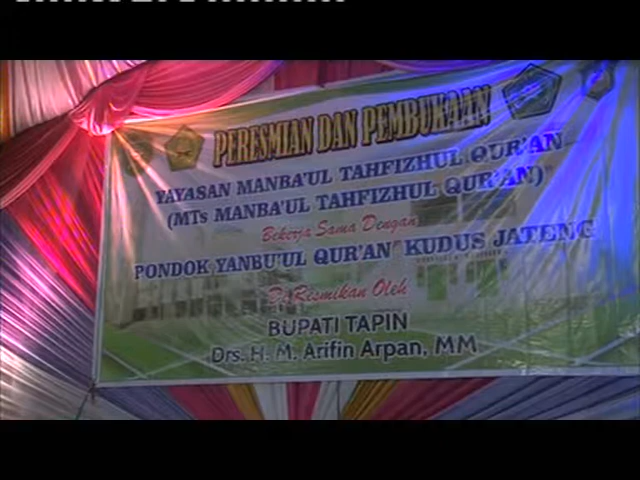 PERESMIAN DAN PEMBUKAAN
YAYASAN MANBA'UL TAHFIZHUL QUR'AN
(MTs MANBA'UL TAHFIZHUL QUR'AN)
Bekerja Sama Dengan
PONDOK YANBU'UL QUR'AN KUDUS JATENG
Di Resmikan Oleh
BUPATI TAPIN
Drs. H. M. Arifin Arpan, MM